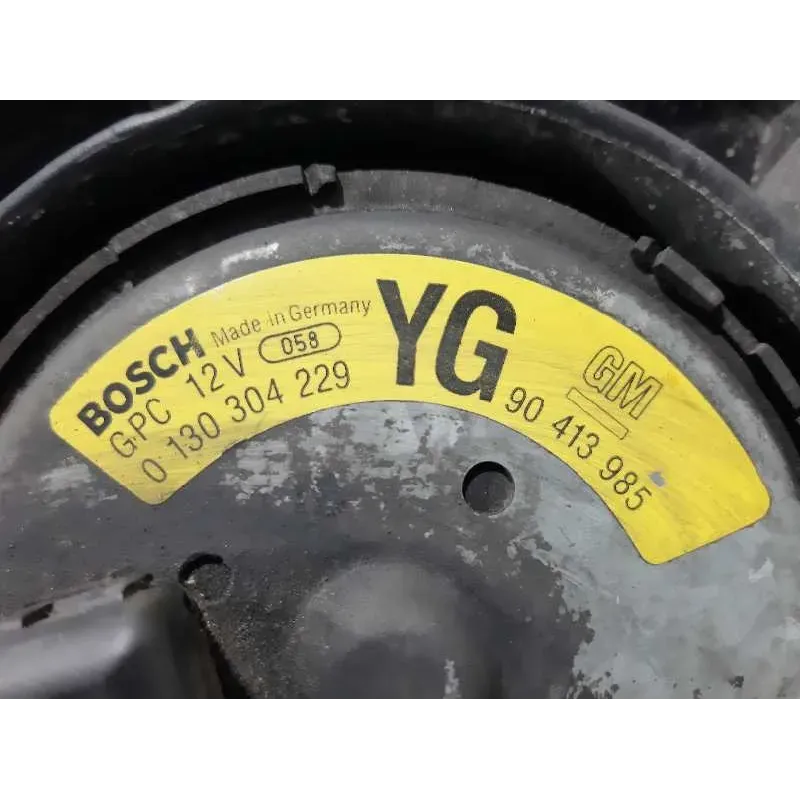 BOSCH Made in Germany
GPC 12V 058
0 130 304 229
YG
GM
90 413 985